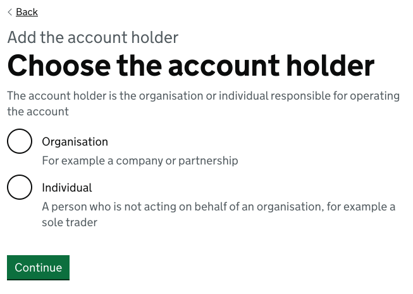 Back
Add the account holder
Choose the account holder
The account holder is the organisation or individual responsible for operating
the account
Organisation
For example a company or partnership
Individual
A person who is not acting on behalf of an organisation, for example a
sole trader
Continue